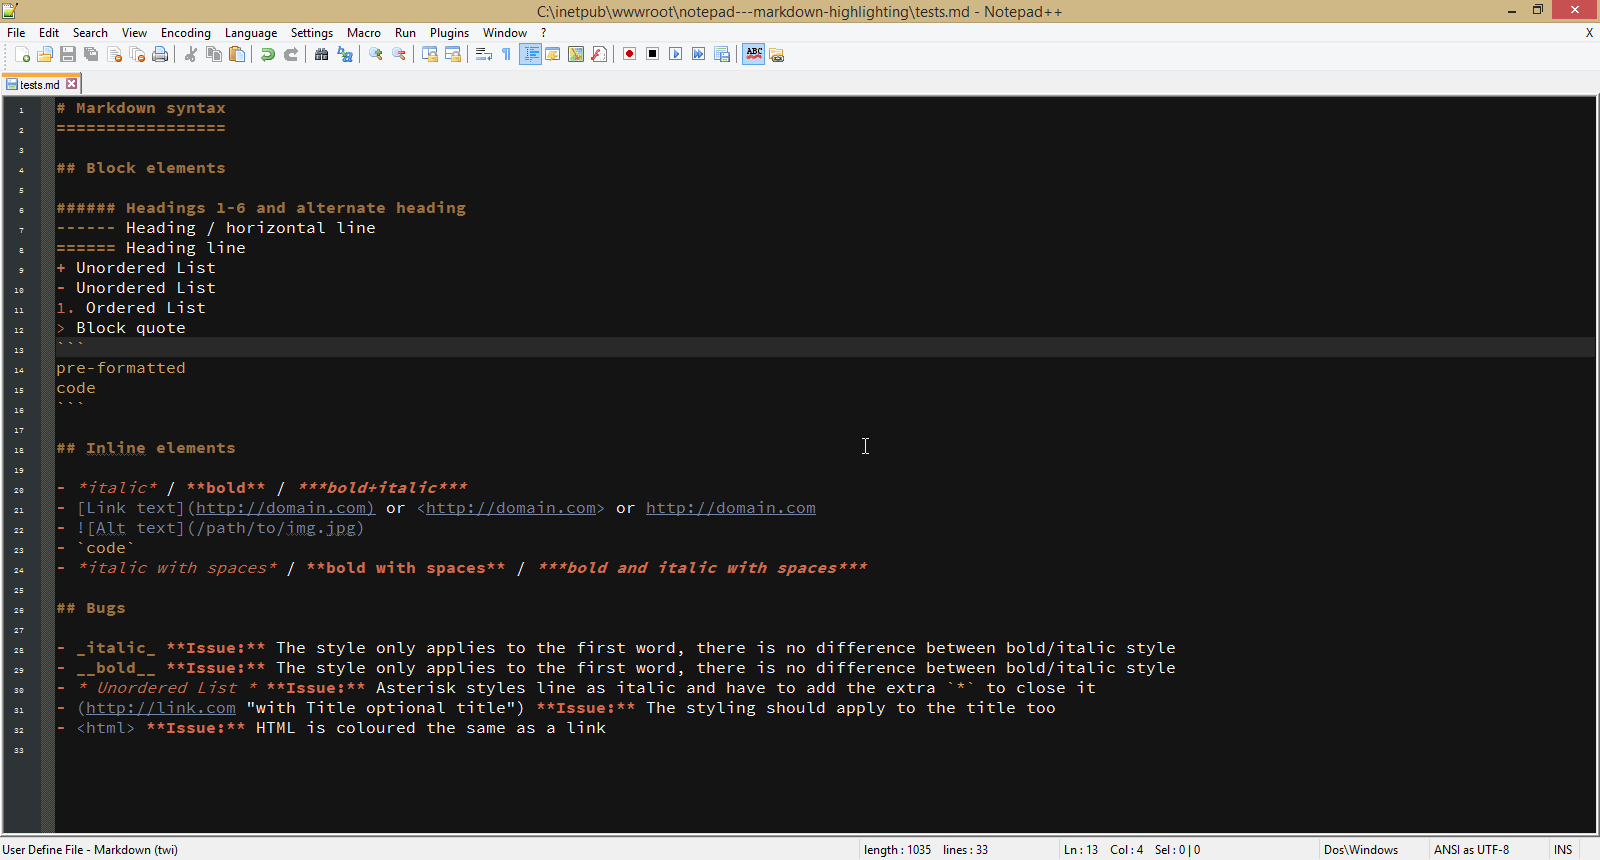 C:\inetpub\wwwroot\notepad---markdown-highlighting\tests.md - Notepad++
File Edit Search View Encoding Language Settings Macro Run Plugins Window ? X
ABC
tests.md
1 # Markdown syntax
2 =================
3
4 ## Block elements
5
6 ###### Headings 1-6 and alternate heading
7 ------ Heading / horizontal line
8 ====== Heading line
9 + Unordered List
10 - Unordered List
11 1. Ordered List
12 > Block quote
13 ```
14 pre-formatted
15 code
16 ```
17
18 ## Inline elements
19
20 - *italic* / **bold** / ***bold+italic***
21 - [Link text](http://domain.com) or <http://domain.com> or http://domain.com
22 - ![Alt text](/path/to/img.jpg)
23 - `code`
24 - *italic with spaces* / **bold with spaces** / ***bold and italic with spaces***
25
26 ## Bugs
27
28 - _italic_ **Issue:** The style only applies to the first word, there is no difference between bold/italic style
29 - __bold__ **Issue:** The style only applies to the first word, there is no difference between bold/italic style
30 - * Unordered List * **Issue:** Asterisk styles line as italic and have to add the extra `*` to close it
31 - (http://link.com "with Title optional title") **Issue:** The styling should apply to the title too
32 - <html> **Issue:** HTML is coloured the same as a link
33
User Define File - Markdown (twi) length : 1035 lines : 33 Ln : 13 Col : 4 Sel : 0 | 0 Dos\Windows ANSI as UTF-8 INS